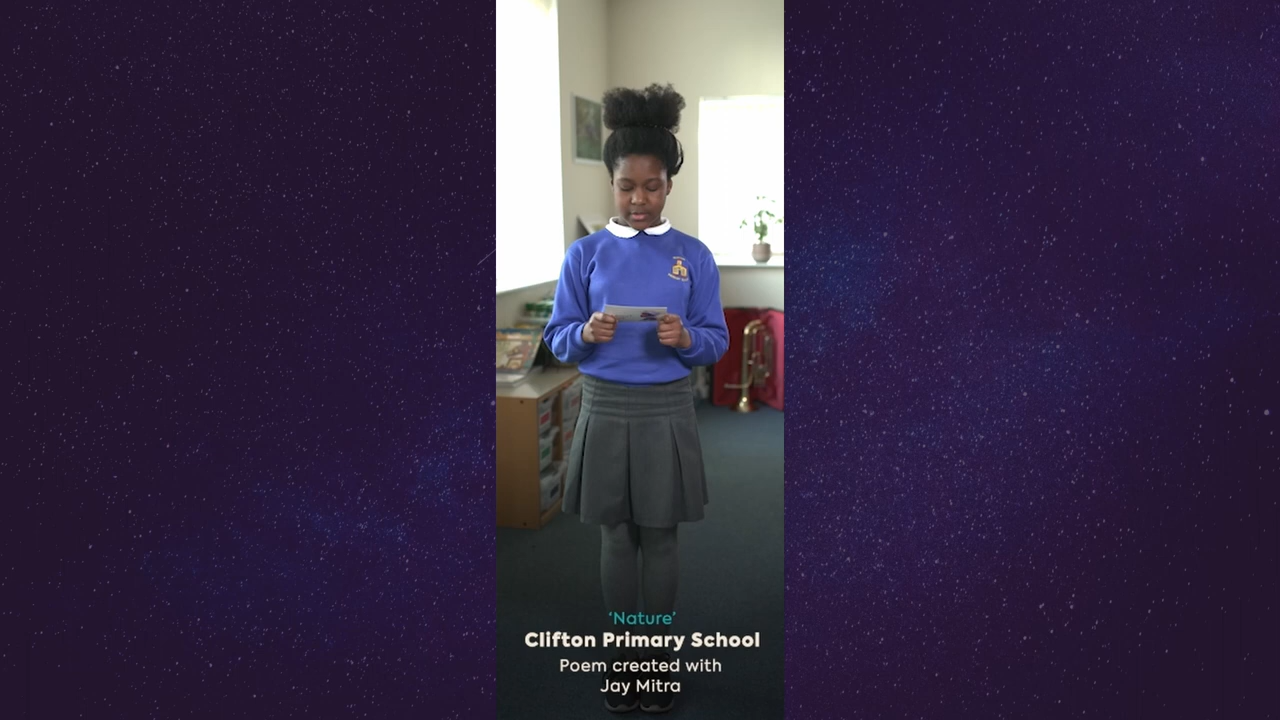 ‘Nature’
Clifton Primary School
Poem created with
Jay Mitra